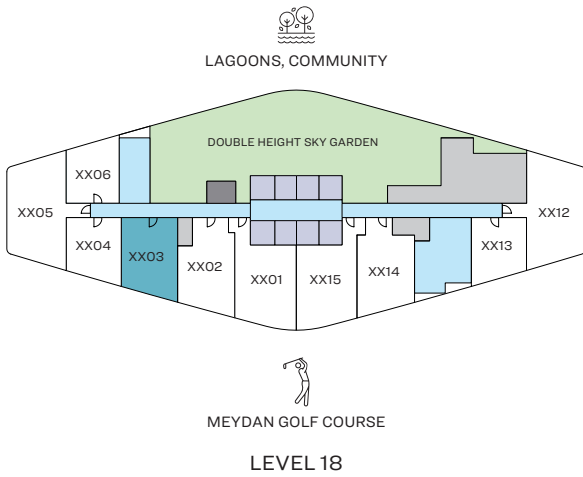 LAGOONS, COMMUNITY
DOUBLE HEIGHT SKY GARDEN
XX06
XX05
XX12
XX04
XX03
XX02
XX01
XX15
XX14
XX13
MEYDAN GOLF COURSE
LEVEL 18